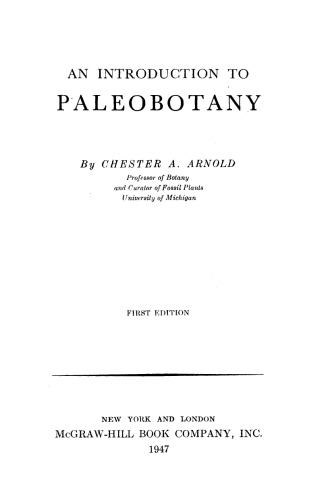 AN INTRODUCTION TO
PALEOBOTANY
By CHESTER A. ARNOLD
Professor of Botany
and Curator of Fossil Plants
University of Michigan
FIRST EDITION
NEW YORK AND LONDON
McGRAW-HILL BOOK COMPANY, INC.
1947